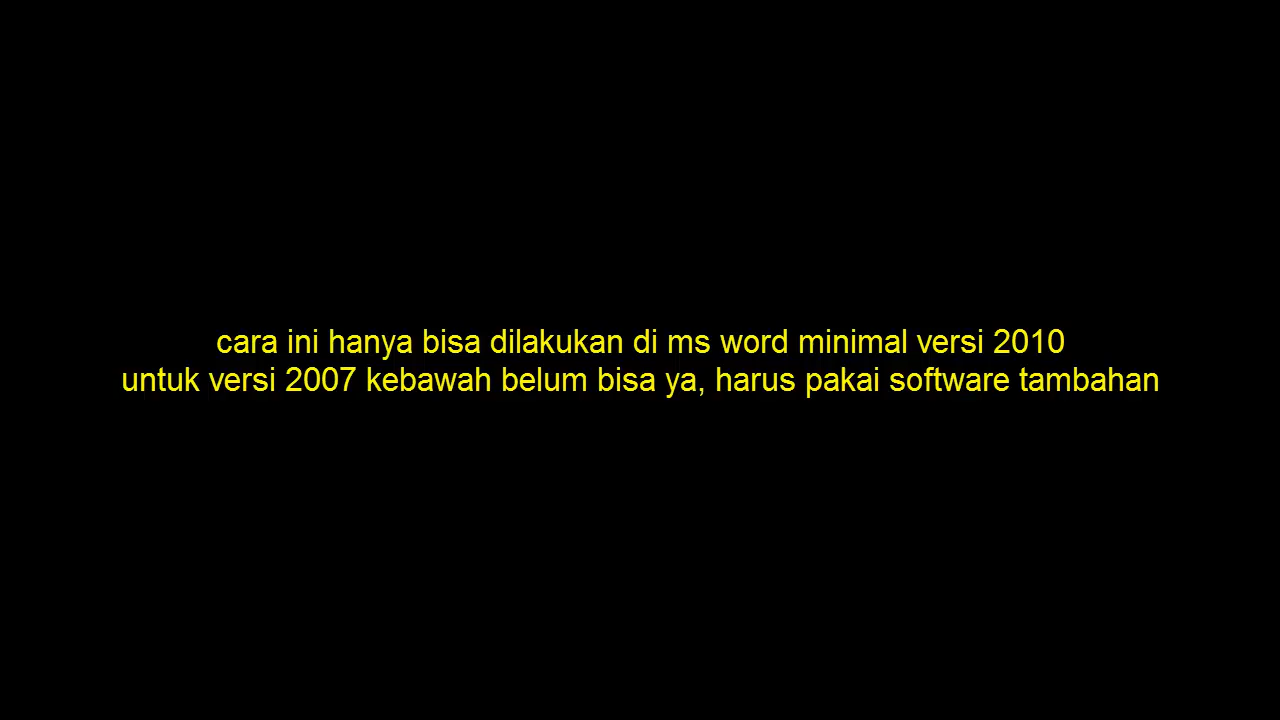 cara ini hanya bisa dilakukan di ms word minimal versi 2010
untuk versi 2007 kebawah belum bisa ya, harus pakai software tambahan